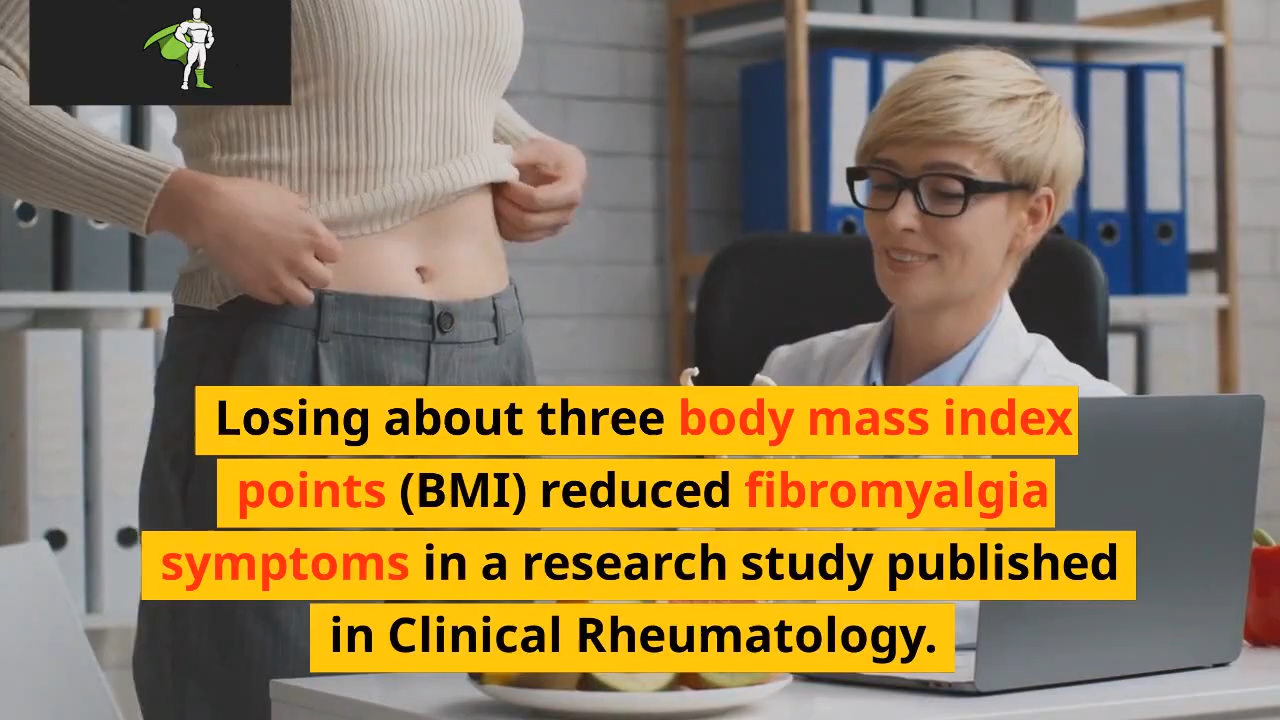 Losing about three body mass index
points (BMI) reduced fibromyalgia
symptoms in a research study published
in Clinical Rheumatology.